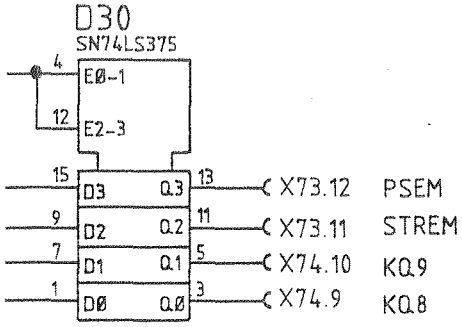 D30
SN74LS375
4 EØ-1
12 E2-3
15 D3 Q3 13 X73.12 PSEM
9 D2 Q2 11 X73.11 STREM
7 D1 Q1 5 X74.10 KQ9
1 DØ QØ 3 X74.9 KQ8